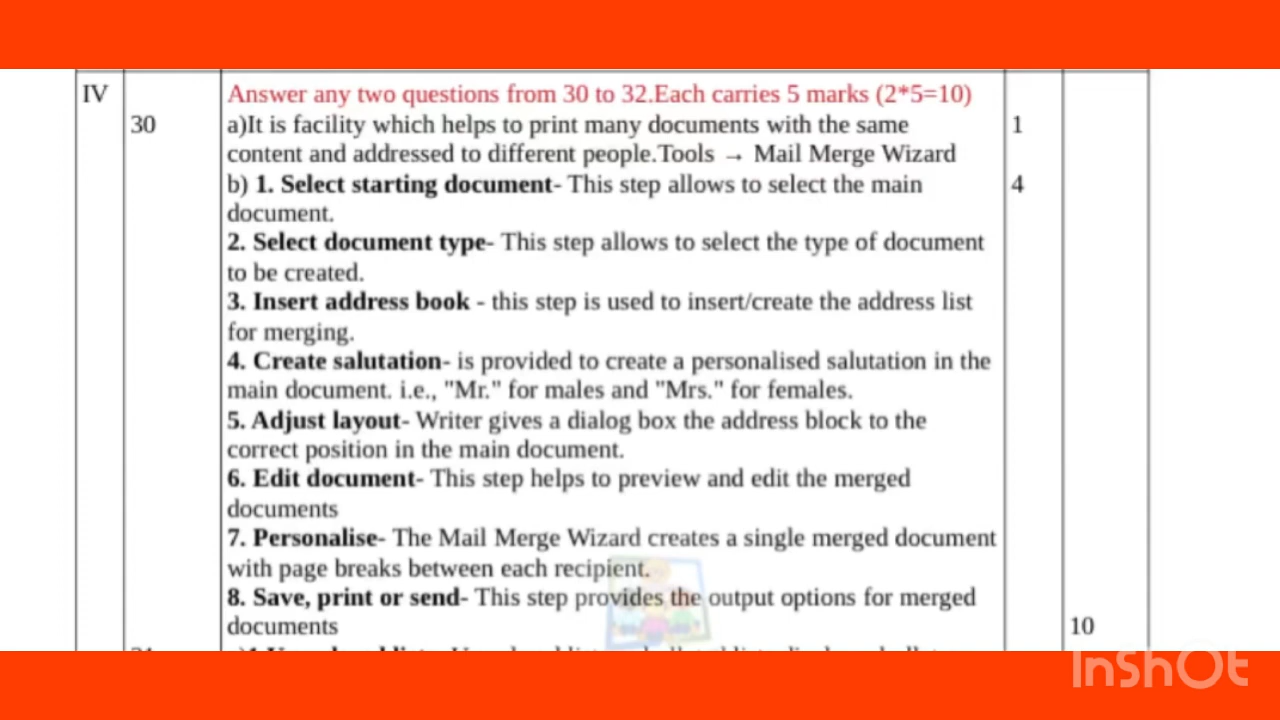 IV
Answer any two questions from 30 to 32.Each carries 5 marks (2*5=10)
30
a)It is facility which helps to print many documents with the same
1
content and addressed to different people.Tools → Mail Merge Wizard
b) 1. Select starting document- This step allows to select the main
4
document.
2. Select document type- This step allows to select the type of document
to be created.
3. Insert address book - this step is used to insert/create the address list
for merging.
4. Create salutation- is provided to create a personalised salutation in the
main document. i.e., "Mr." for males and "Mrs." for females.
5. Adjust layout- Writer gives a dialog box the address block to the
correct position in the main document.
6. Edit document- This step helps to preview and edit the merged
documents
7. Personalise- The Mail Merge Wizard creates a single merged document
with page breaks between each recipient.
8. Save, print or send- This step provides the output options for merged
documents
10
InShOt